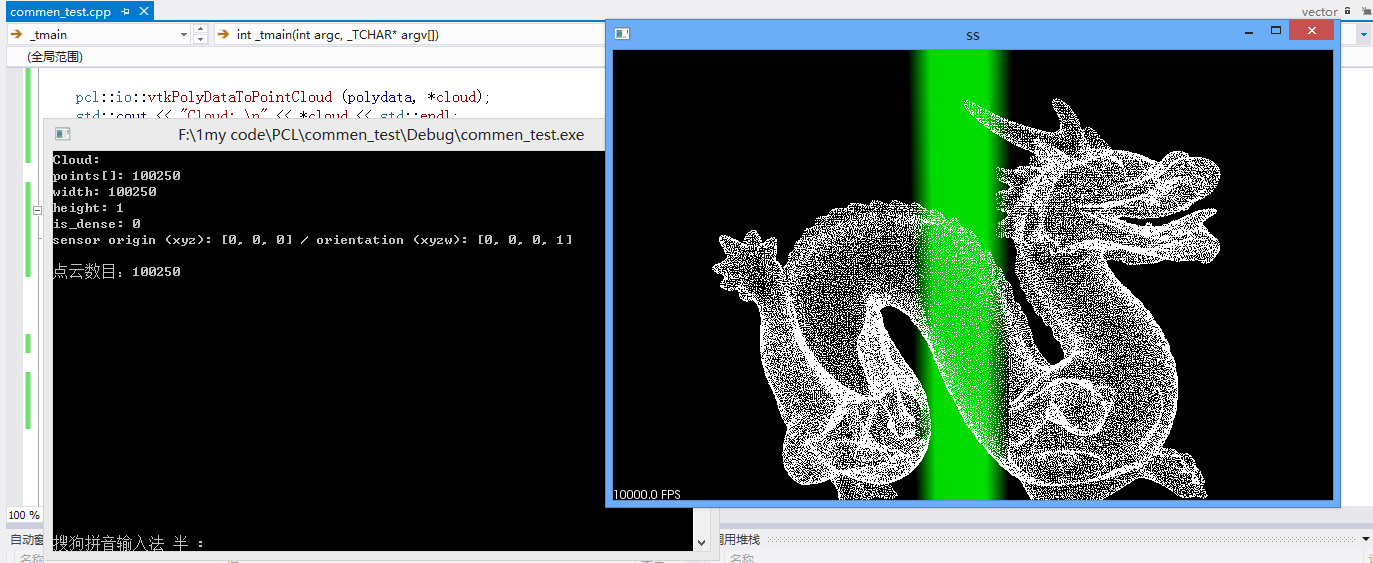 commen_test.cpp
vector
_tmain
int _tmain(int argc, _TCHAR* argv[])
(全局范围)
pcl::io::vtkPolyDataToPointCloud (polydata, *cloud);
std::cout << "Cloud: \n" << *cloud << std::endl;
F:\1my code\PCL\commen_test\Debug\commen_test.exe
Cloud:
points[]: 100250
width: 100250
height: 1
is_dense: 0
sensor origin (xyz): [0, 0, 0] / orientation (xyzw): [0, 0, 0, 1]
点云数目：100250
搜狗拼音输入法 半 ：
ss
10000.0 FPS
100 %
自动窗
调用堆栈
名称
名称